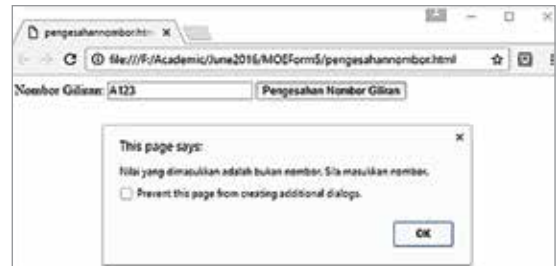 pengesahannombor.htm
file:///F:/Academic/June2016/MOEForm5/pengesahannombor.html
Nombor Giliran: A123 Pengesahan Nombor Giliran
This page says:
Nilai yang dimasukkan adalah bukan nombor. Sila masukkan nombor.
Prevent this page from creating additional dialogs.
OK